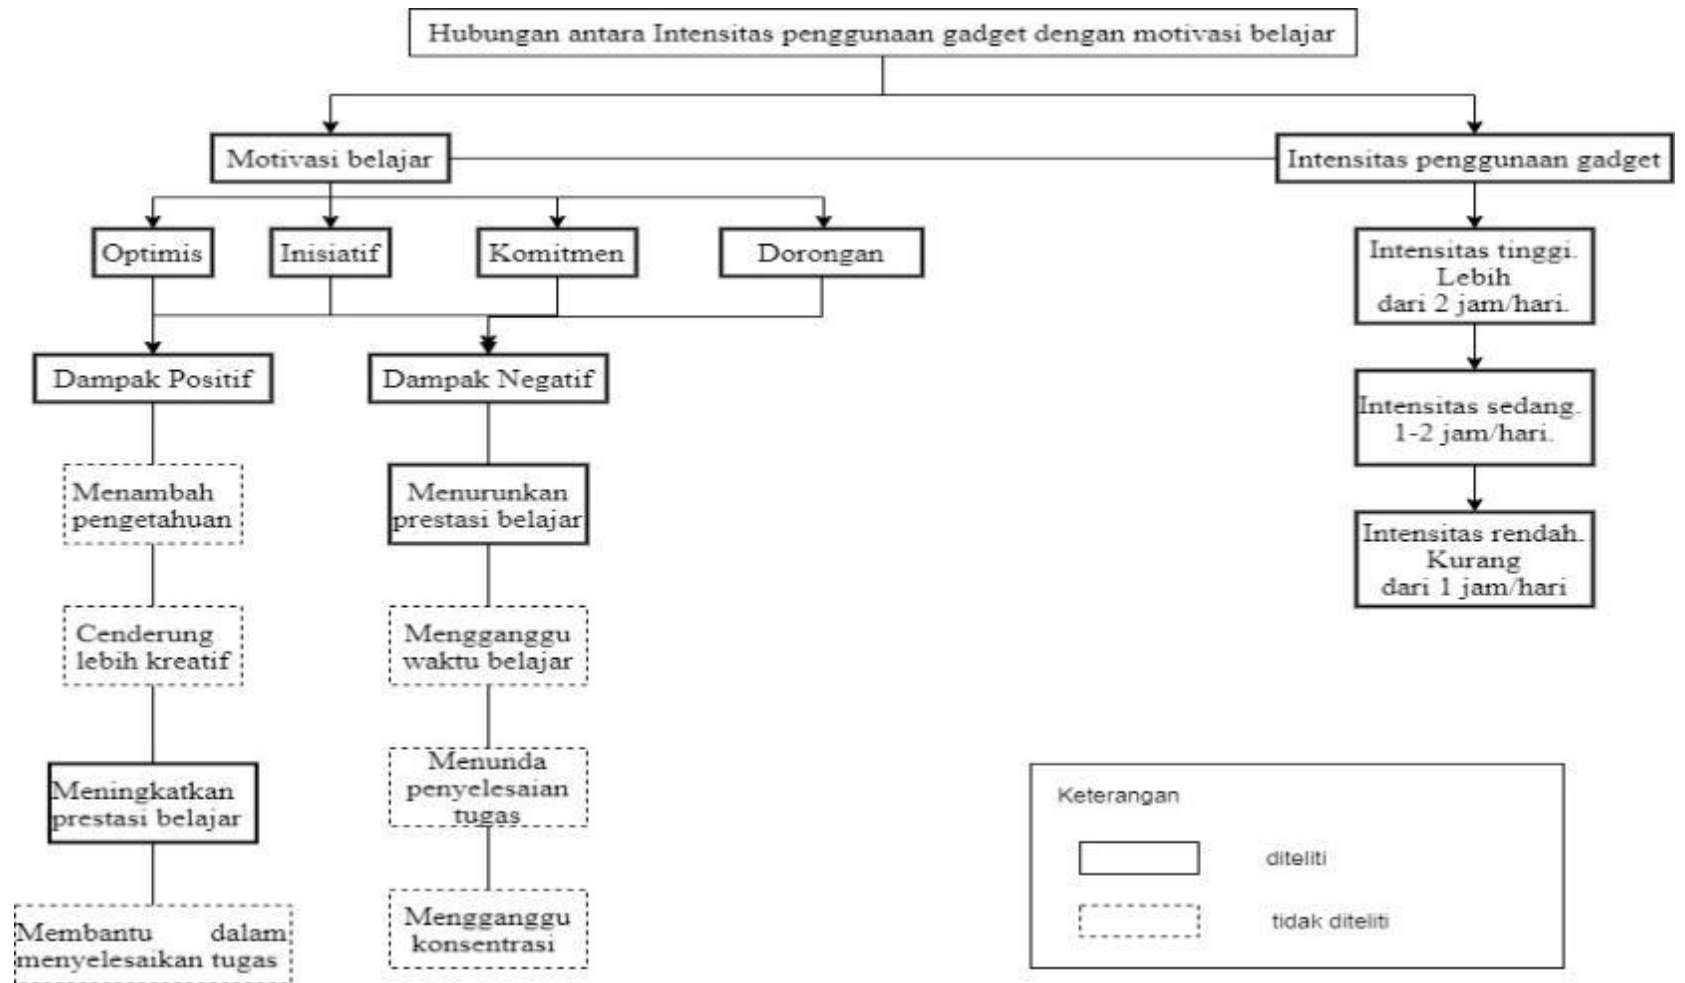 Hubungan antara Intensitas penggunaan gadget dengan motivasi belajar
Motivasi belajar
Intensitas penggunaan gadget
Optimis
Inisiatif
Komitmen
Dorongan
Intensitas tinggi.
Lebih
dari 2 jam/hari.
Dampak Positif
Dampak Negatif
Intensitas sedang.
1-2 jam/hari.
Menambah
pengetahuan
Menurunkan
prestasi belajar
Intensitas rendah.
Kurang
dari 1 jam/hari
Cenderung
lebih kreatif
Mengganggu
waktu belajar
Meningkatkan
prestasi belajar
Menunda
penyelesaian
tugas
Membantu dalam
menyelesaikan tugas
Mengganggu
konsentrasi
Keterangan
diteliti
tidak diteliti